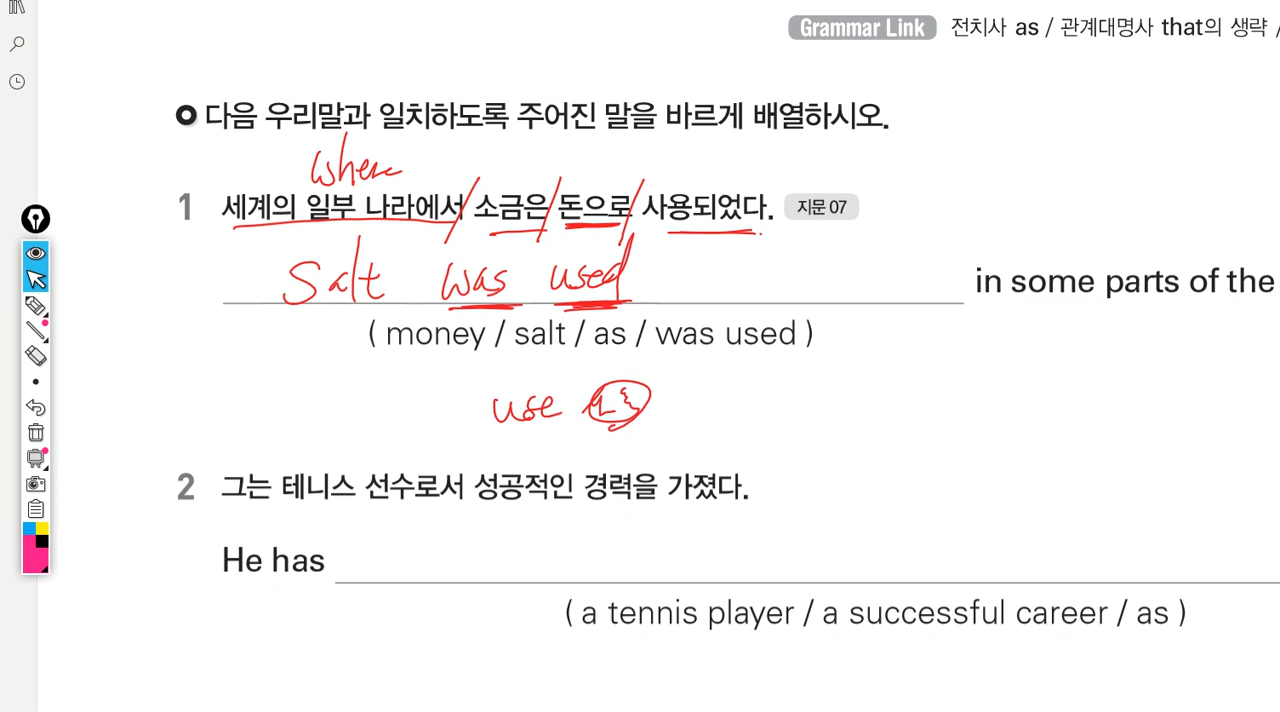 Grammar Link 전치사 as / 관계대명사 that의 생략 /
다음 우리말과 일치하도록 주어진 말을 바르게 배열하시오.
where
1 세계의 일부 나라에서 / 소금은 / 돈으로 / 사용되었다. 지문 07
Salt was used in some parts of the
( money / salt / as / was used )
use
2 그는 테니스 선수로서 성공적인 경력을 가졌다.
He has
( a tennis player / a successful career / as )